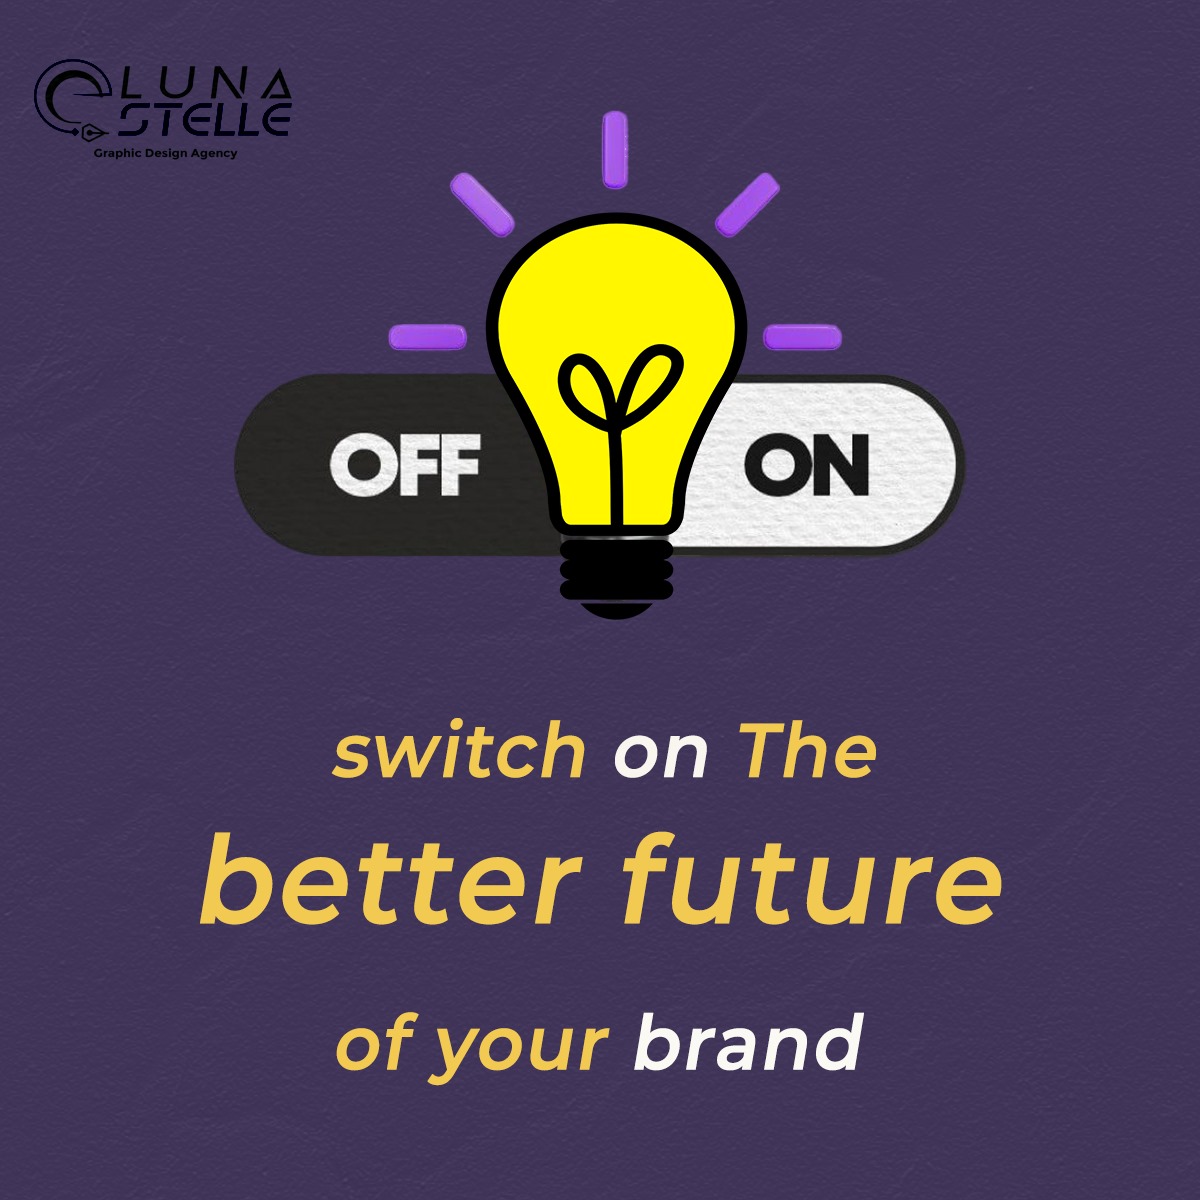 LUNA
STELLE
Graphic Design Agency
OFF ON
switch on The
better future
of your brand